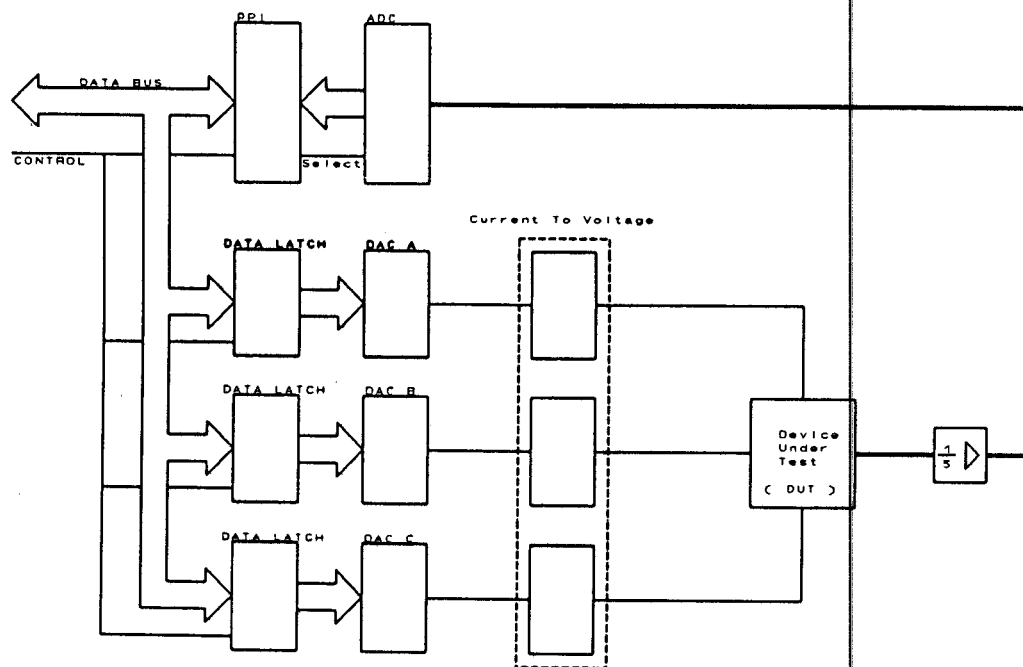 PPI
ADC
DATA BUS
CONTROL
Select
Current To Voltage
DATA LATCH
DAC A
DATA LATCH
DAC B
Device
Under
Test
( DUT )
1/5
DATA LATCH
DAC C